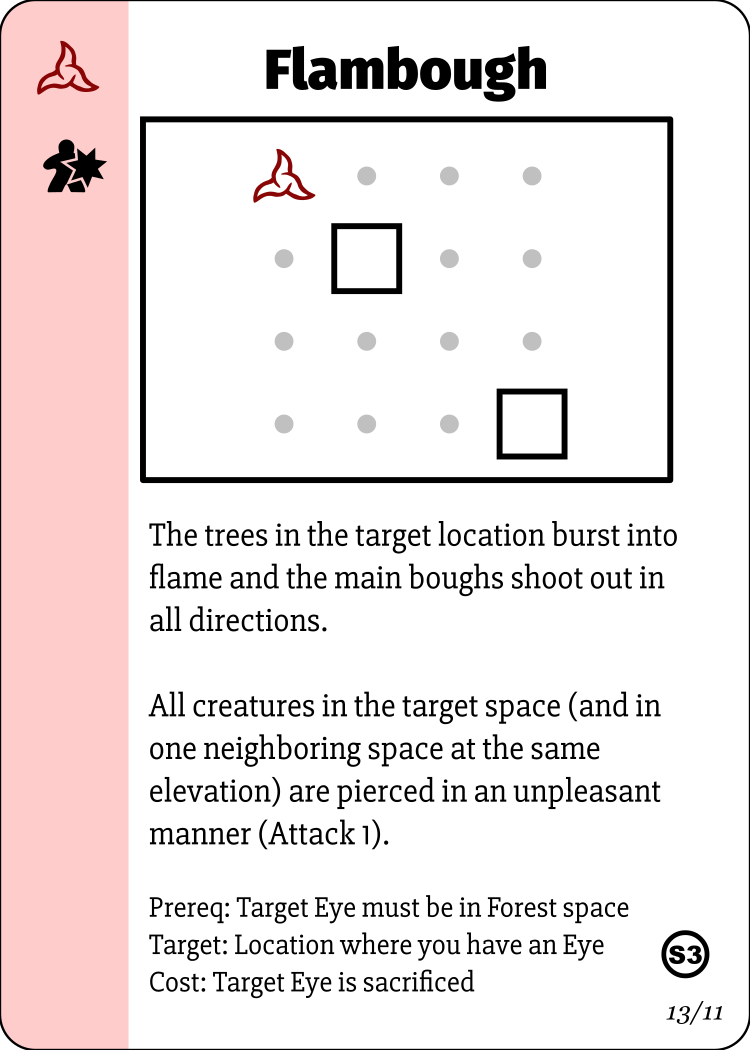 Flambough
The trees in the target location burst into
flame and the main boughs shoot out in
all directions.
All creatures in the target space (and in
one neighboring space at the same
elevation) are pierced in an unpleasant
manner (Attack 1).
Prereq: Target Eye must be in Forest space
Target: Location where you have an Eye
Cost: Target Eye is sacrificed
S3
13/11